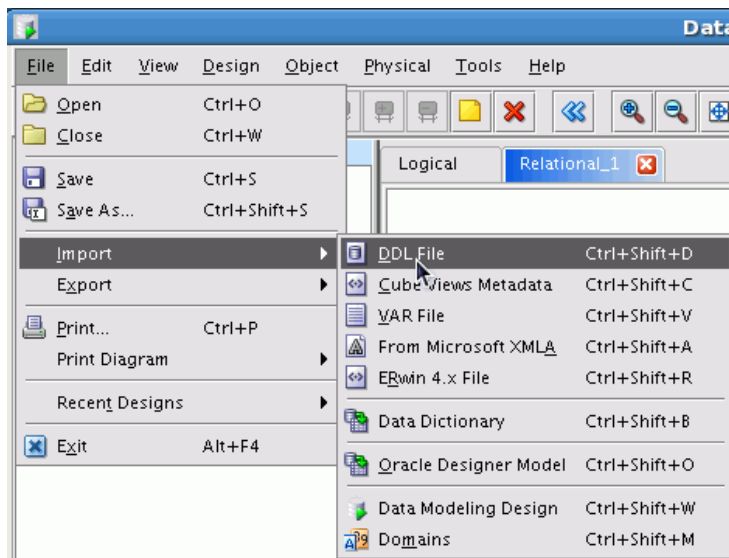 Data
File Edit View Design Object Physical Tools Help
Open Ctrl+O
Close Ctrl+W
Logical Relational_1
Save Ctrl+S
Save As... Ctrl+Shift+S
Import
Export
Print... Ctrl+P
Print Diagram
Recent Designs
Exit Alt+F4
DDL File Ctrl+Shift+D
Cube Views Metadata Ctrl+Shift+C
VAR File Ctrl+Shift+V
From Microsoft XMLA Ctrl+Shift+A
ERwin 4.x File Ctrl+Shift+R
Data Dictionary Ctrl+Shift+B
Oracle Designer Model Ctrl+Shift+O
Data Modeling Design Ctrl+Shift+W
Domains Ctrl+Shift+M